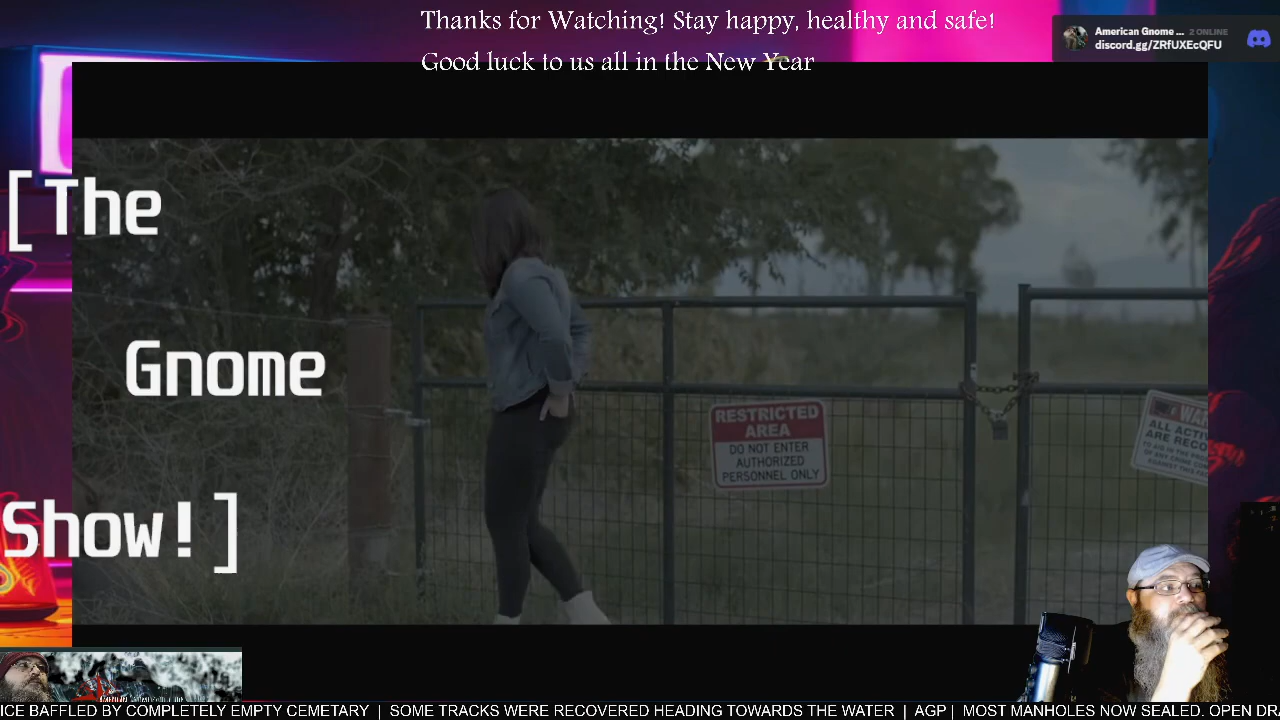 Thanks for Watching! Stay happy, healthy and safe!
Good luck to us all in the New Year
American Gnome ... 2 ONLINE
discord.gg/ZRfUXEcQFU
[The
Gnome
Show!]
RESTRICTED
AREA
DO NOT ENTER
AUTHORIZED
PERSONNEL ONLY
ALL
ARE
ICE BAFFLED BY COMPLETELY EMPTY CEMETARY | SOME TRACKS WERE RECOVERED HEADING TOWARDS THE WATER | AGP | MOST MANHOLES NOW SEALED. OPEN DR